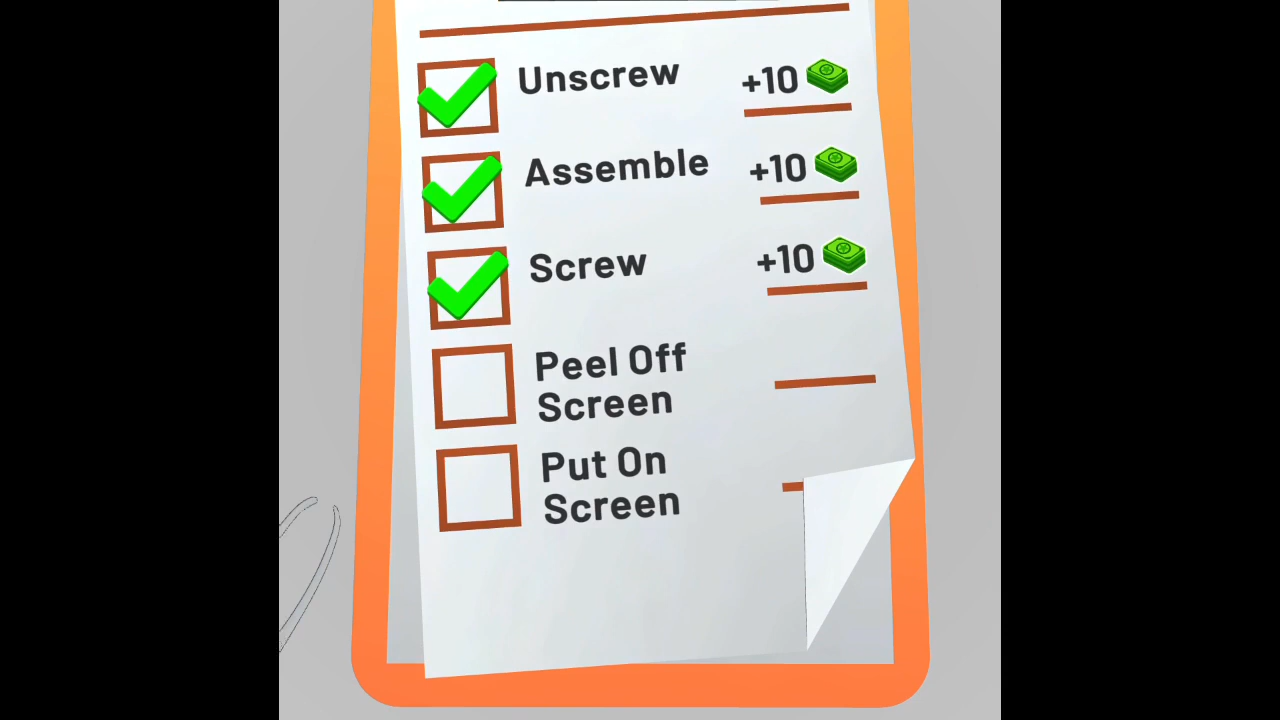 Unscrew +10
Assemble +10
Screw +10
Peel Off
Screen
Put On
Screen